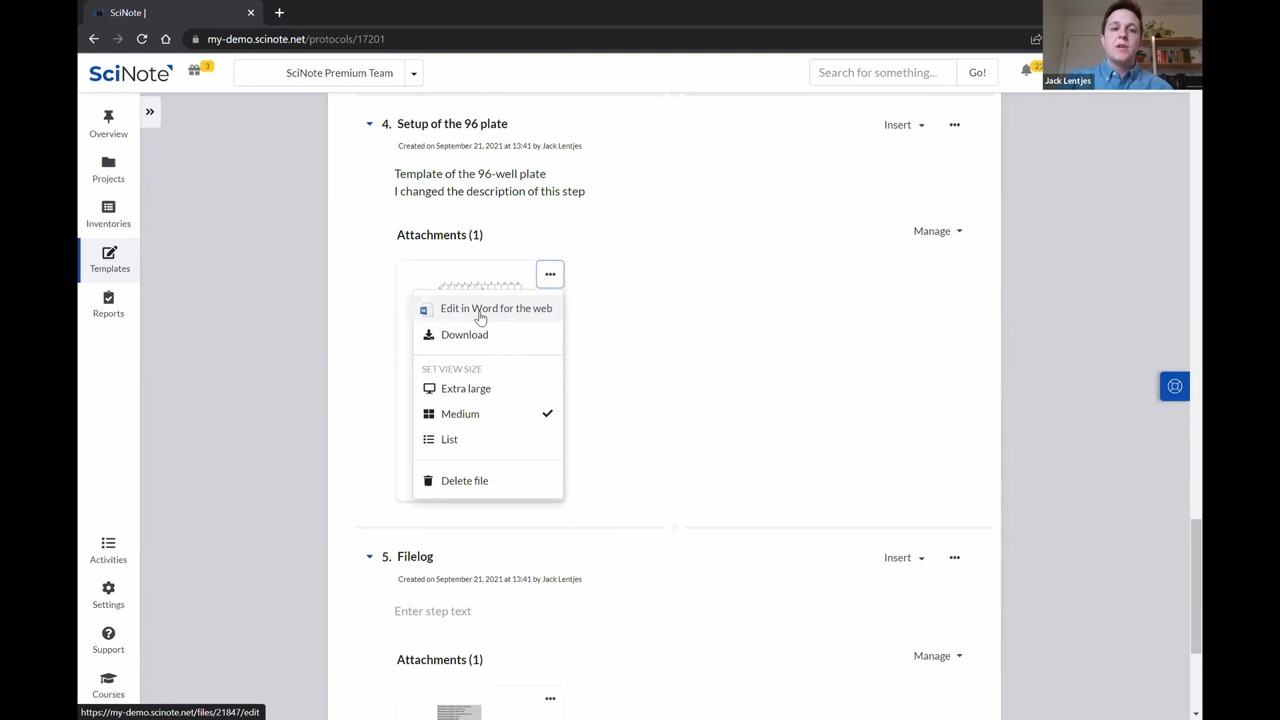 SciNote |
my-demo.scinote.net/protocols/17201
SciNote
3
SciNote Premium Team
Search for something...
Go!
22
Jack Lentjes
Overview
Projects
Inventories
Templates
Reports
Activities
Settings
Support
Courses
4. Setup of the 96 plate
Insert
Created on September 21, 2021 at 13:41 by Jack Lentjes
Template of the 96-well plate
I changed the description of this step
Attachments (1)
Manage
Edit in Word for the web
Download
SET VIEW SIZE
Extra large
Medium
List
Delete file
5. Filelog
Insert
Created on September 21, 2021 at 13:41 by Jack Lentjes
Enter step text
Attachments (1)
Manage
https://my-demo.scinote.net/files/21847/edit